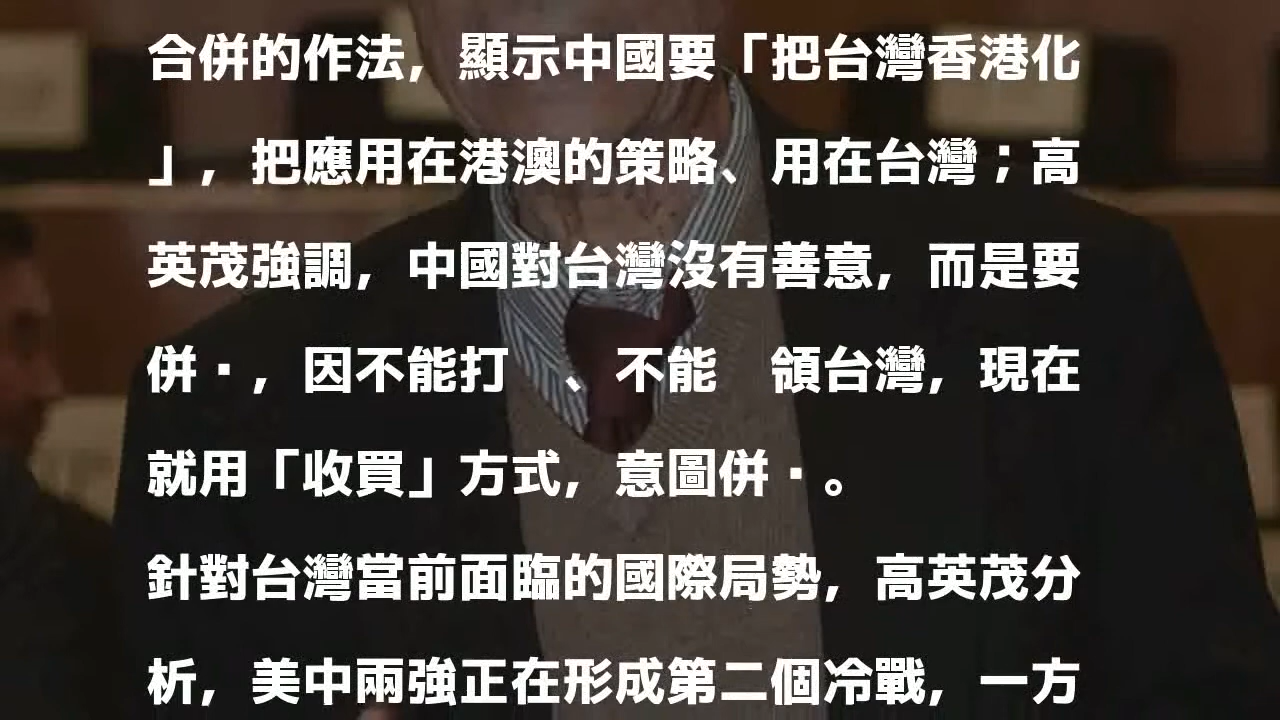 合併的作法，顯示中國要「把台灣香港化
」，把應用在港澳的策略、用在台灣；高
英茂強調，中國對台灣沒有善意，而是要
併▪，因不能打　、不能　領台灣，現在
就用「收買」方式，意圖併▪。
針對台灣當前面臨的國際局勢，高英茂分
析，美中兩強正在形成第二個冷戰，一方